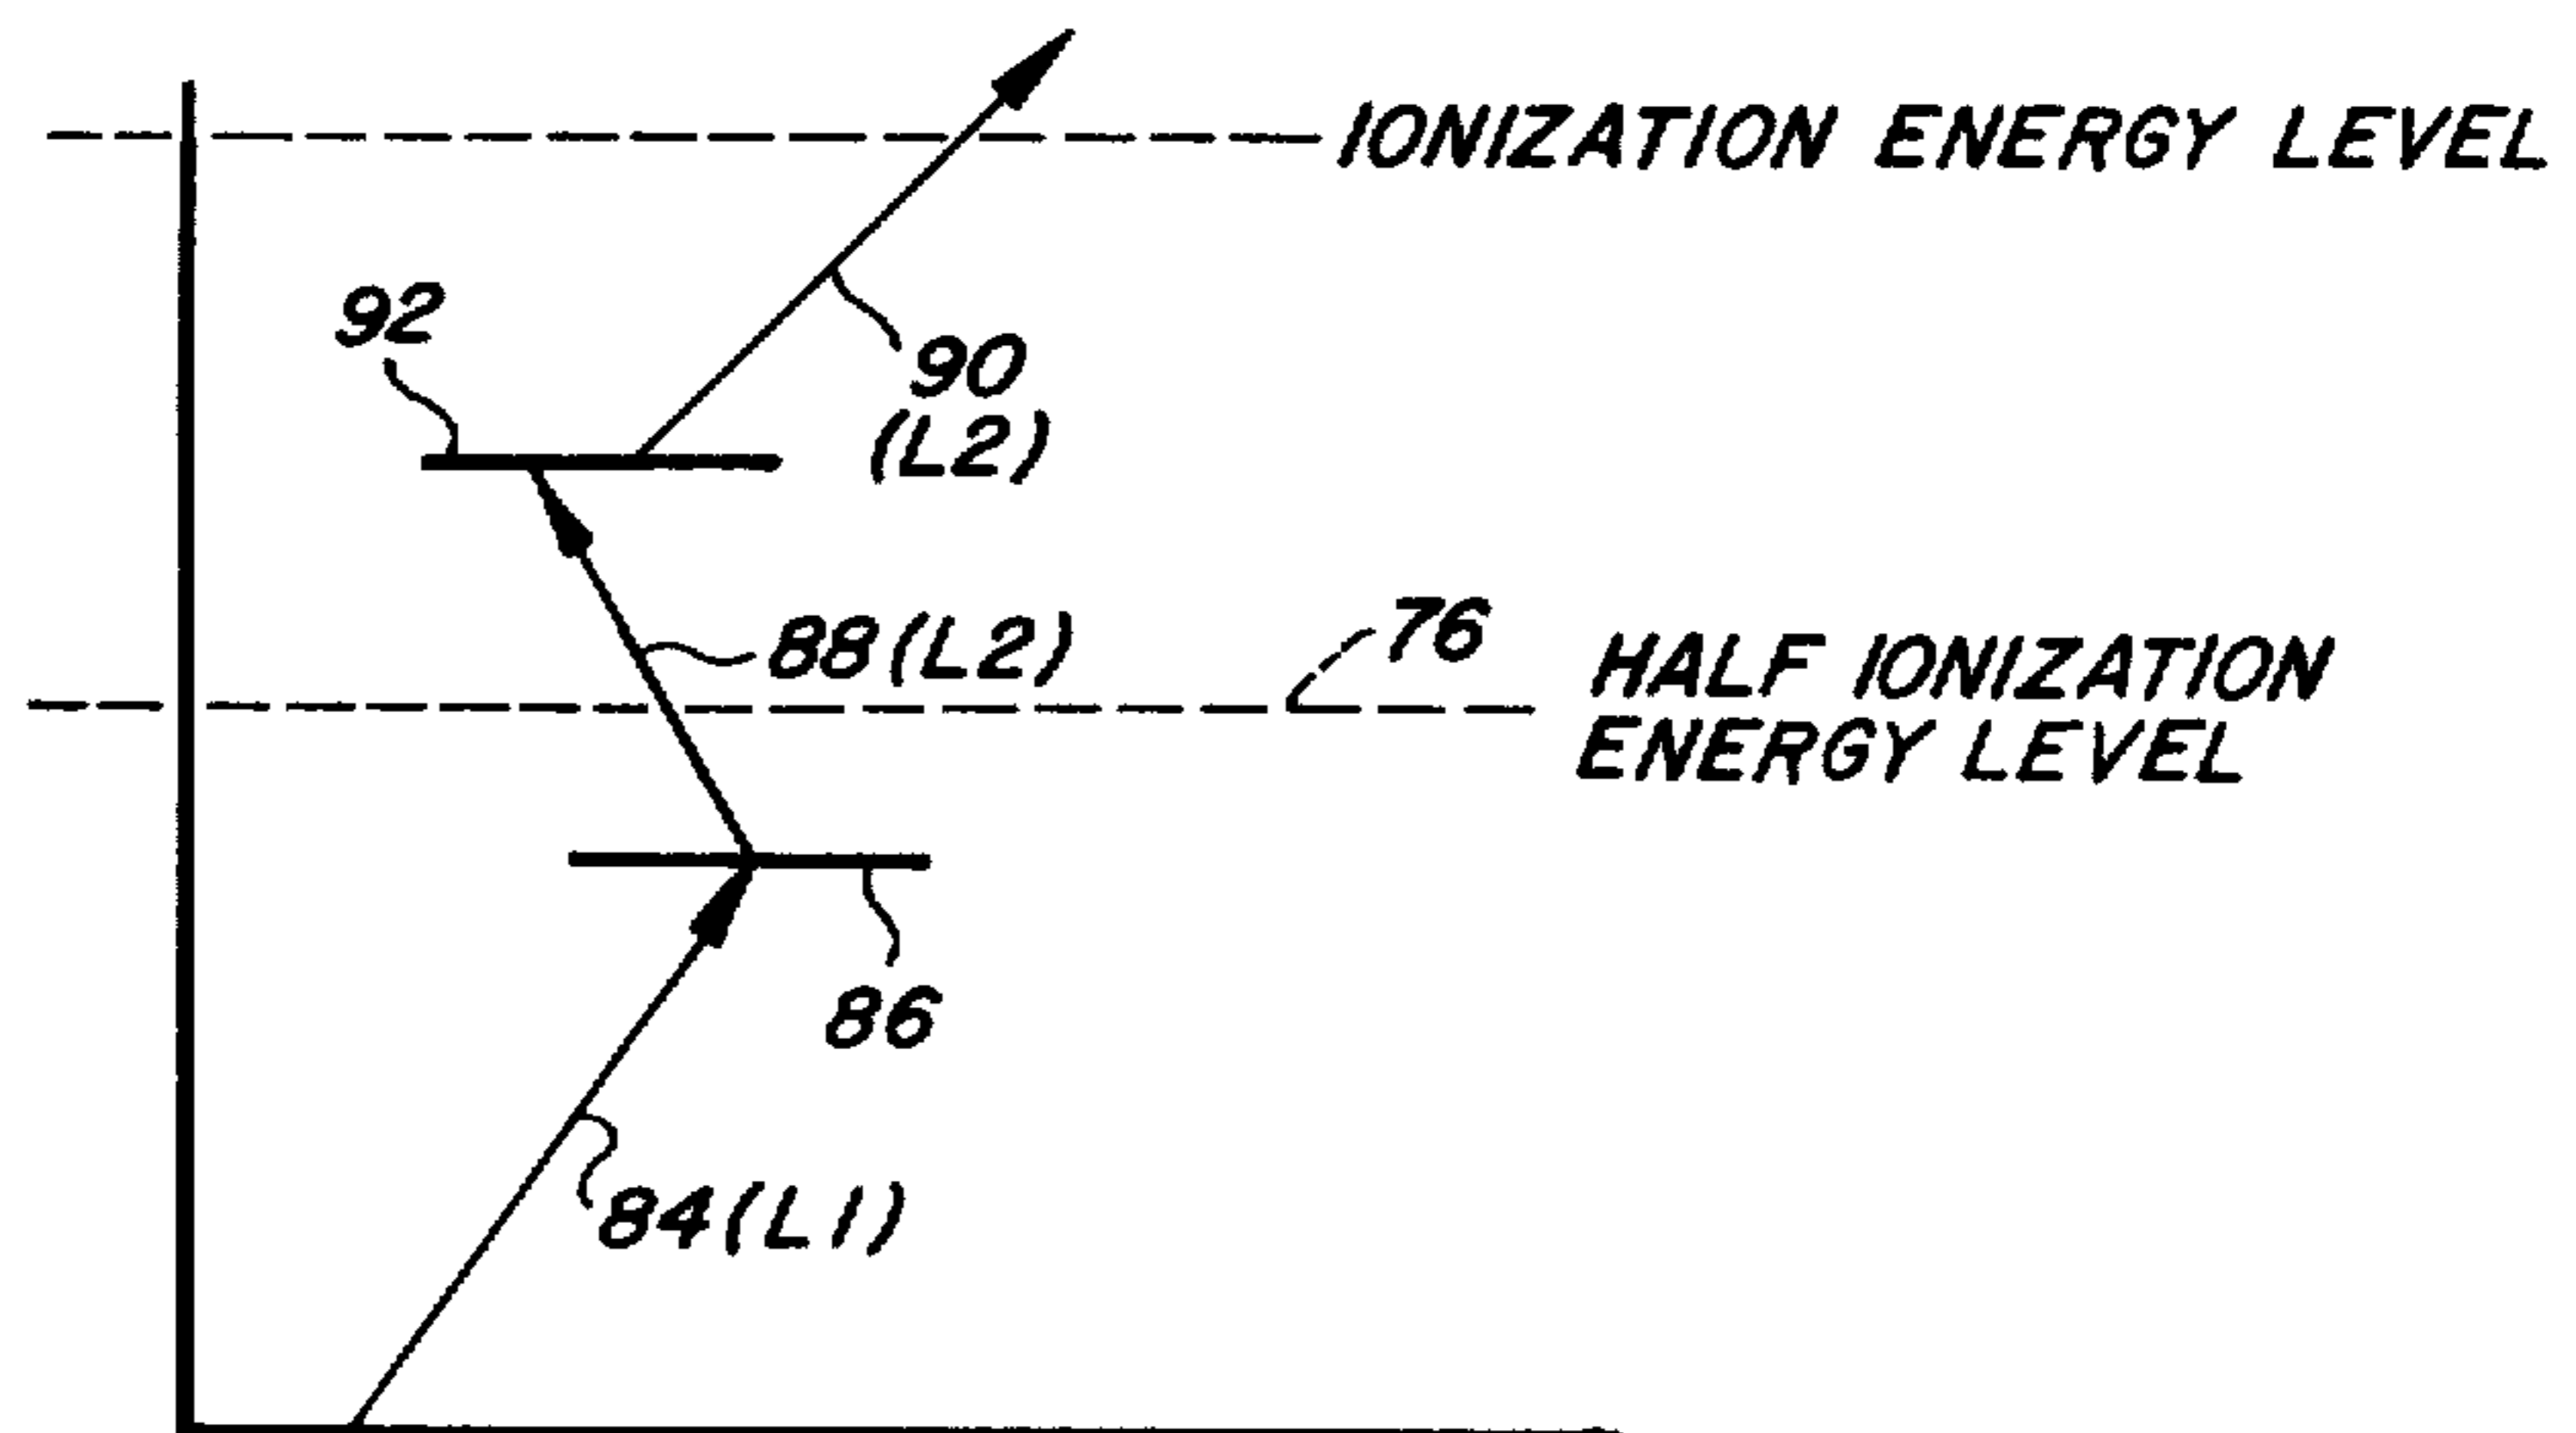 IONIZATION ENERGY LEVEL
92
90
(L2)
88(L2)
76
HALF IONIZATION
ENERGY LEVEL
86
84(L1)